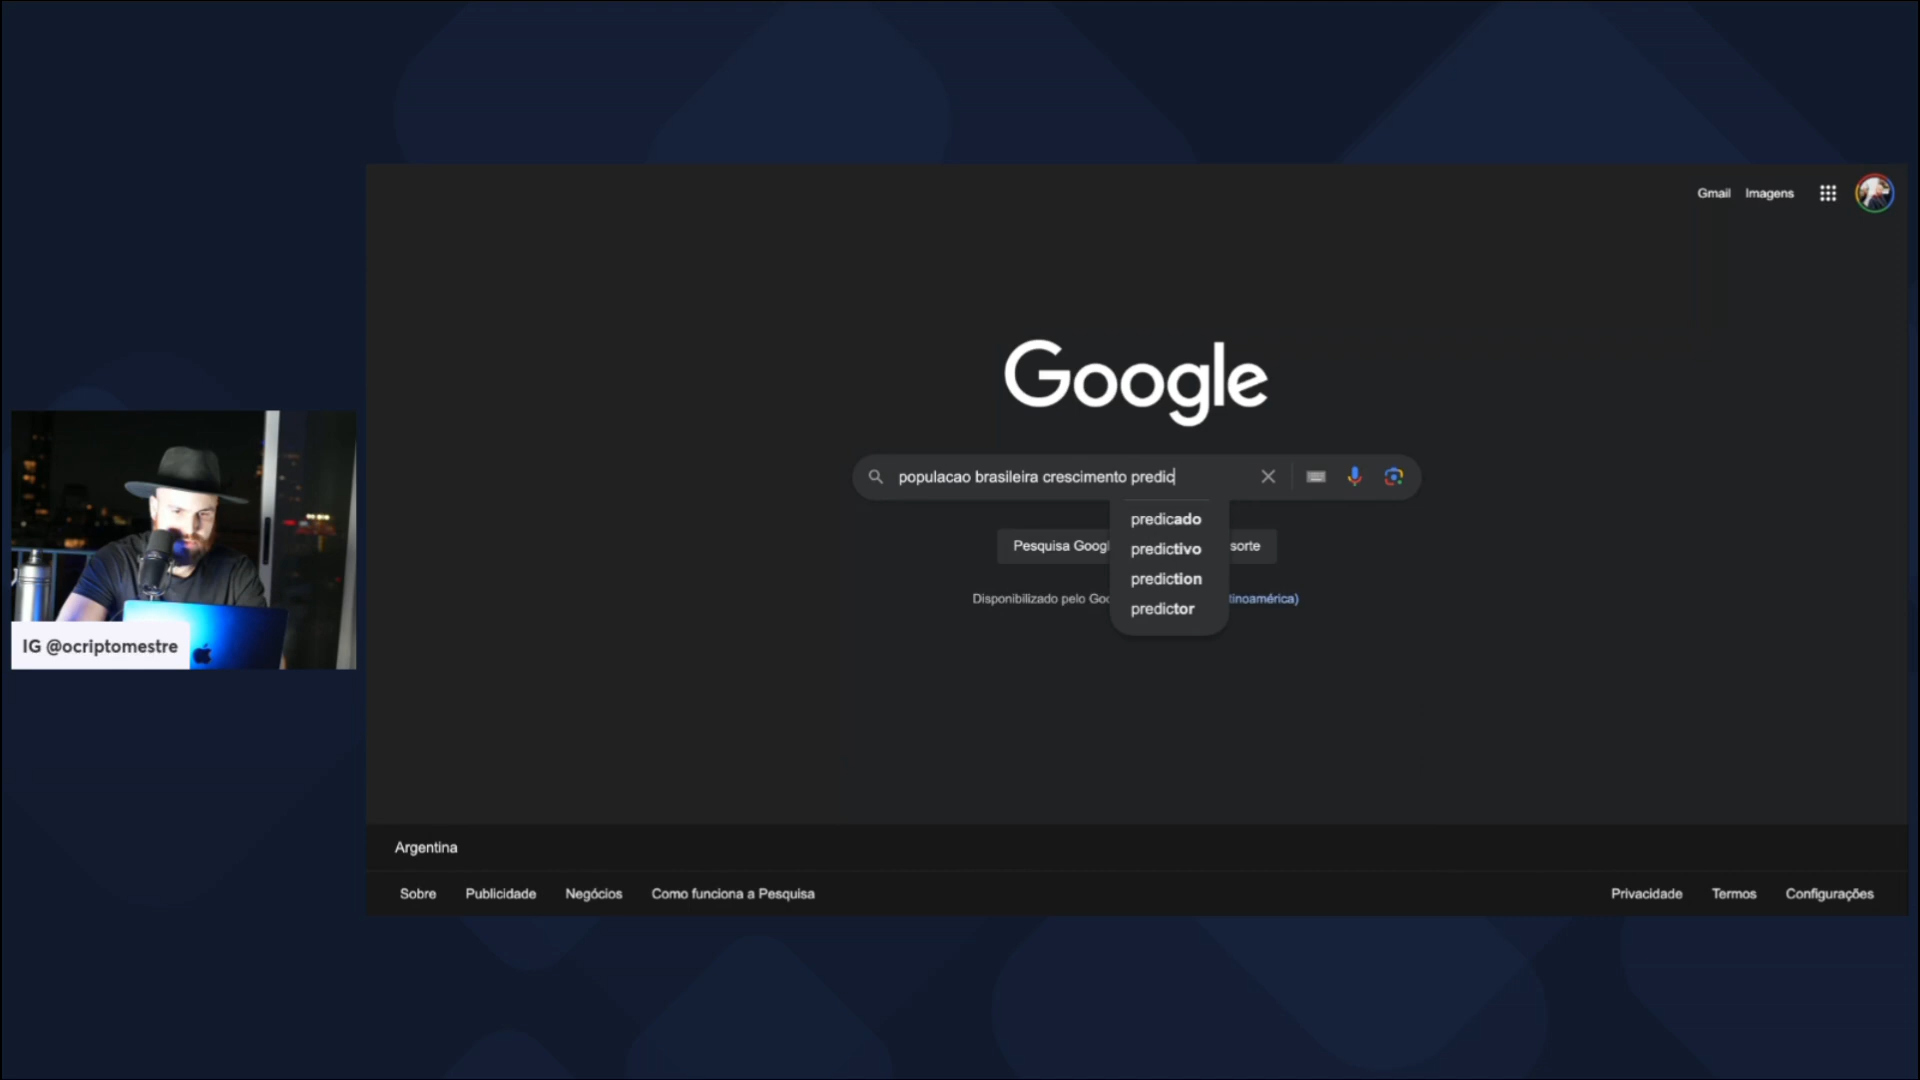 Gmail Imagens
Google
populacao brasileira crescimento predic
predicado
predictivo
prediction
predictor
Pesquisa Googl sorte
Disponibilizado pelo Goo tinoamérica)
IG @ocriptomestre
Argentina
Sobre Publicidade Negócios Como funciona a Pesquisa Privacidade Termos Configurações